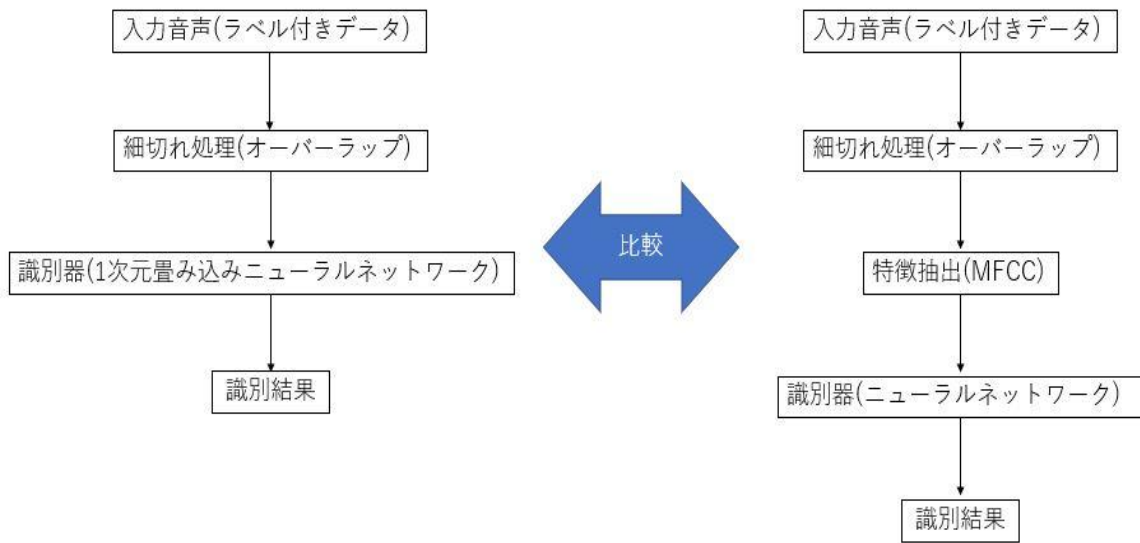 入力音声(ラベル付きデータ)
細切れ処理(オーバーラップ)
識別器(1次元畳み込みニューラルネットワーク)
識別結果
比較
入力音声(ラベル付きデータ)
細切れ処理(オーバーラップ)
特徴抽出(MFCC)
識別器(ニューラルネットワーク)
識別結果